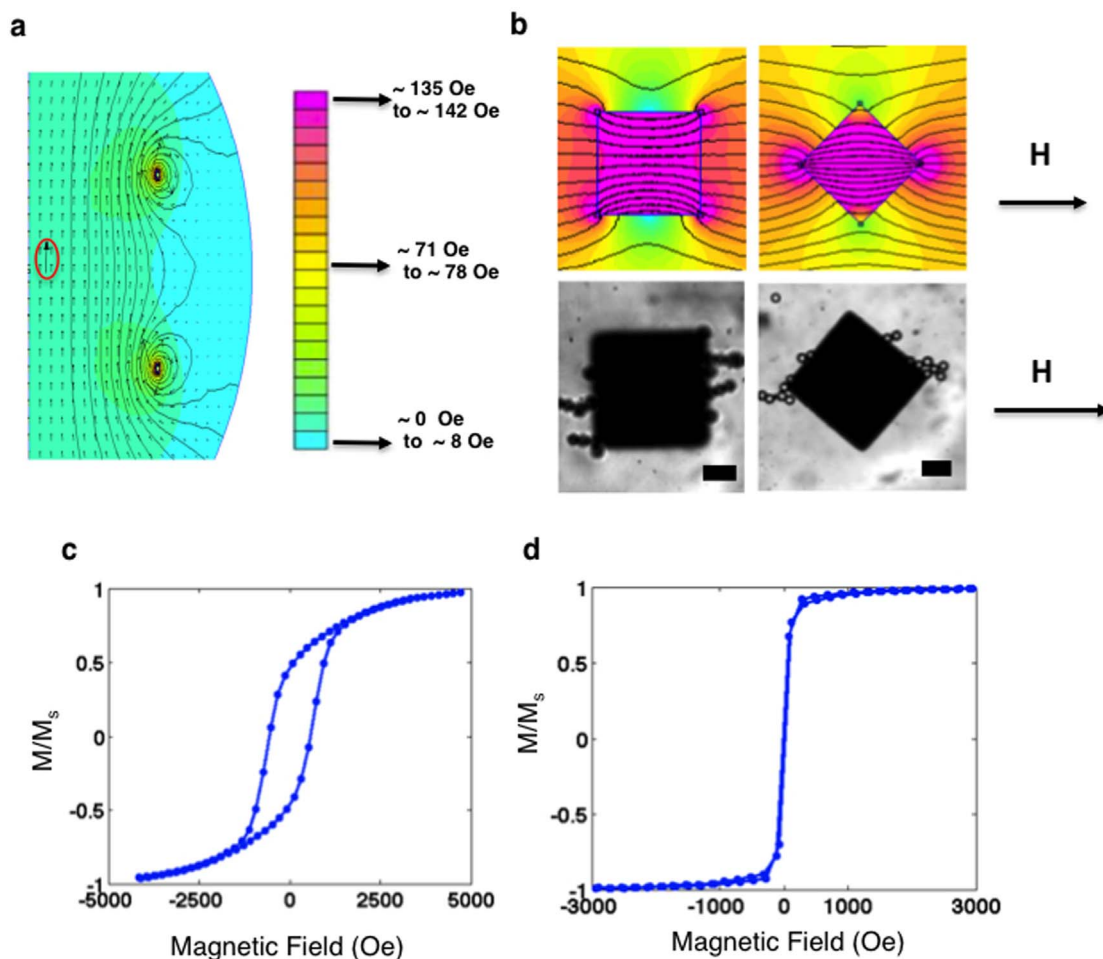 a
~ 135 Oe
to ~ 142 Oe
~ 71 Oe
to ~ 78 Oe
~ 0 Oe
to ~ 8 Oe
b
H
H
c
M/Ms
1
0.5
0
-0.5
-1
-5000 -2500 0 2500 5000
Magnetic Field (Oe)
d
M/Ms
1
0.5
0
-0.5
-1
-3000 -1000 0 1000 3000
Magnetic Field (Oe)